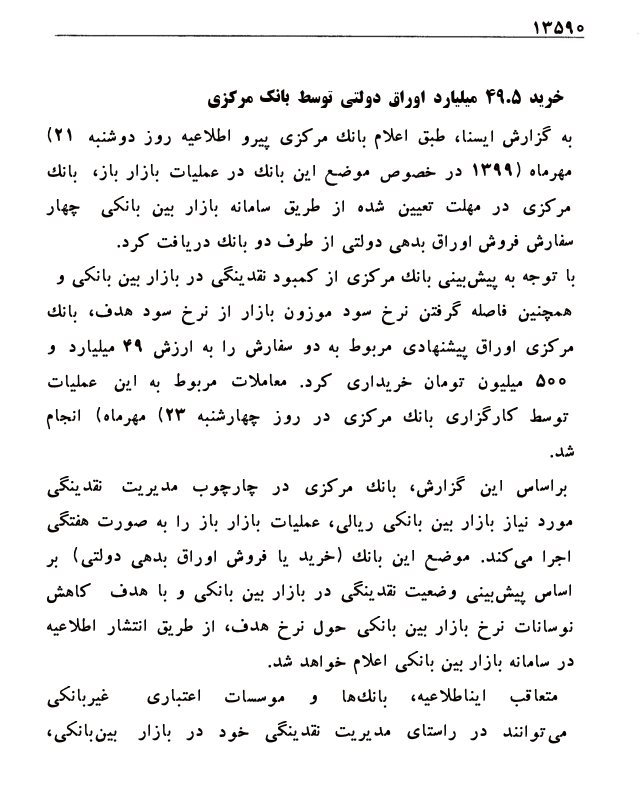 ۱۳۵۹۰
خرید ۴۹.۵ میلیارد اوراق دولتی توسط بانک مرکزی
به گزارش ایسنا، طبق اعلام بانک مرکزی پیرو اطلاعیه روز دوشنبه ۲۱)
مهرماه (۱۳۹۹ در خصوص موضع این بانک در عملیات بازار باز، بانک
مرکزی در مهلت تعیین شده از طریق سامانه بازار بین بانکی چهار
سفارش فروش اوراق بدهی دولتی از طرف دو بانک دریافت کرد.
با توجه به پیش‌بینی بانک مرکزی از کمبود نقدینگی در بازار بین بانکی و
همچنین فاصله گرفتن نرخ سود موزون بازار از نرخ سود هدف، بانک
مرکزی اوراق پیشنهادی مربوط به دو سفارش را به ارزش ۴۹ میلیارد و
۵۰۰ میلیون تومان خریداری کرد. معاملات مربوط به این عملیات
توسط کارگزاری بانک مرکزی در روز چهارشنبه ۲۳) مهرماه) انجام
شد.
براساس این گزارش، بانک مرکزی در چارچوب مدیریت نقدینگی
مورد نیاز بازار بین بانکی ریالی، عملیات بازار باز را به صورت هفتگی
اجرا می‌کند. موضع این بانک (خرید یا فروش اوراق بدهی دولتی) بر
اساس پیش‌بینی وضعیت نقدینگی در بازار بین بانکی و با هدف کاهش
نوسانات نرخ بازار بین بانکی حول نرخ هدف، از طریق انتشار اطلاعیه
در سامانه بازار بین بانکی اعلام خواهد شد.
متعاقب ایناطلاعیه، بانک‌ها و موسسات اعتباری غیربانکی
می‌توانند در راستای مدیریت نقدینگی خود در بازار بین‌بانکی،